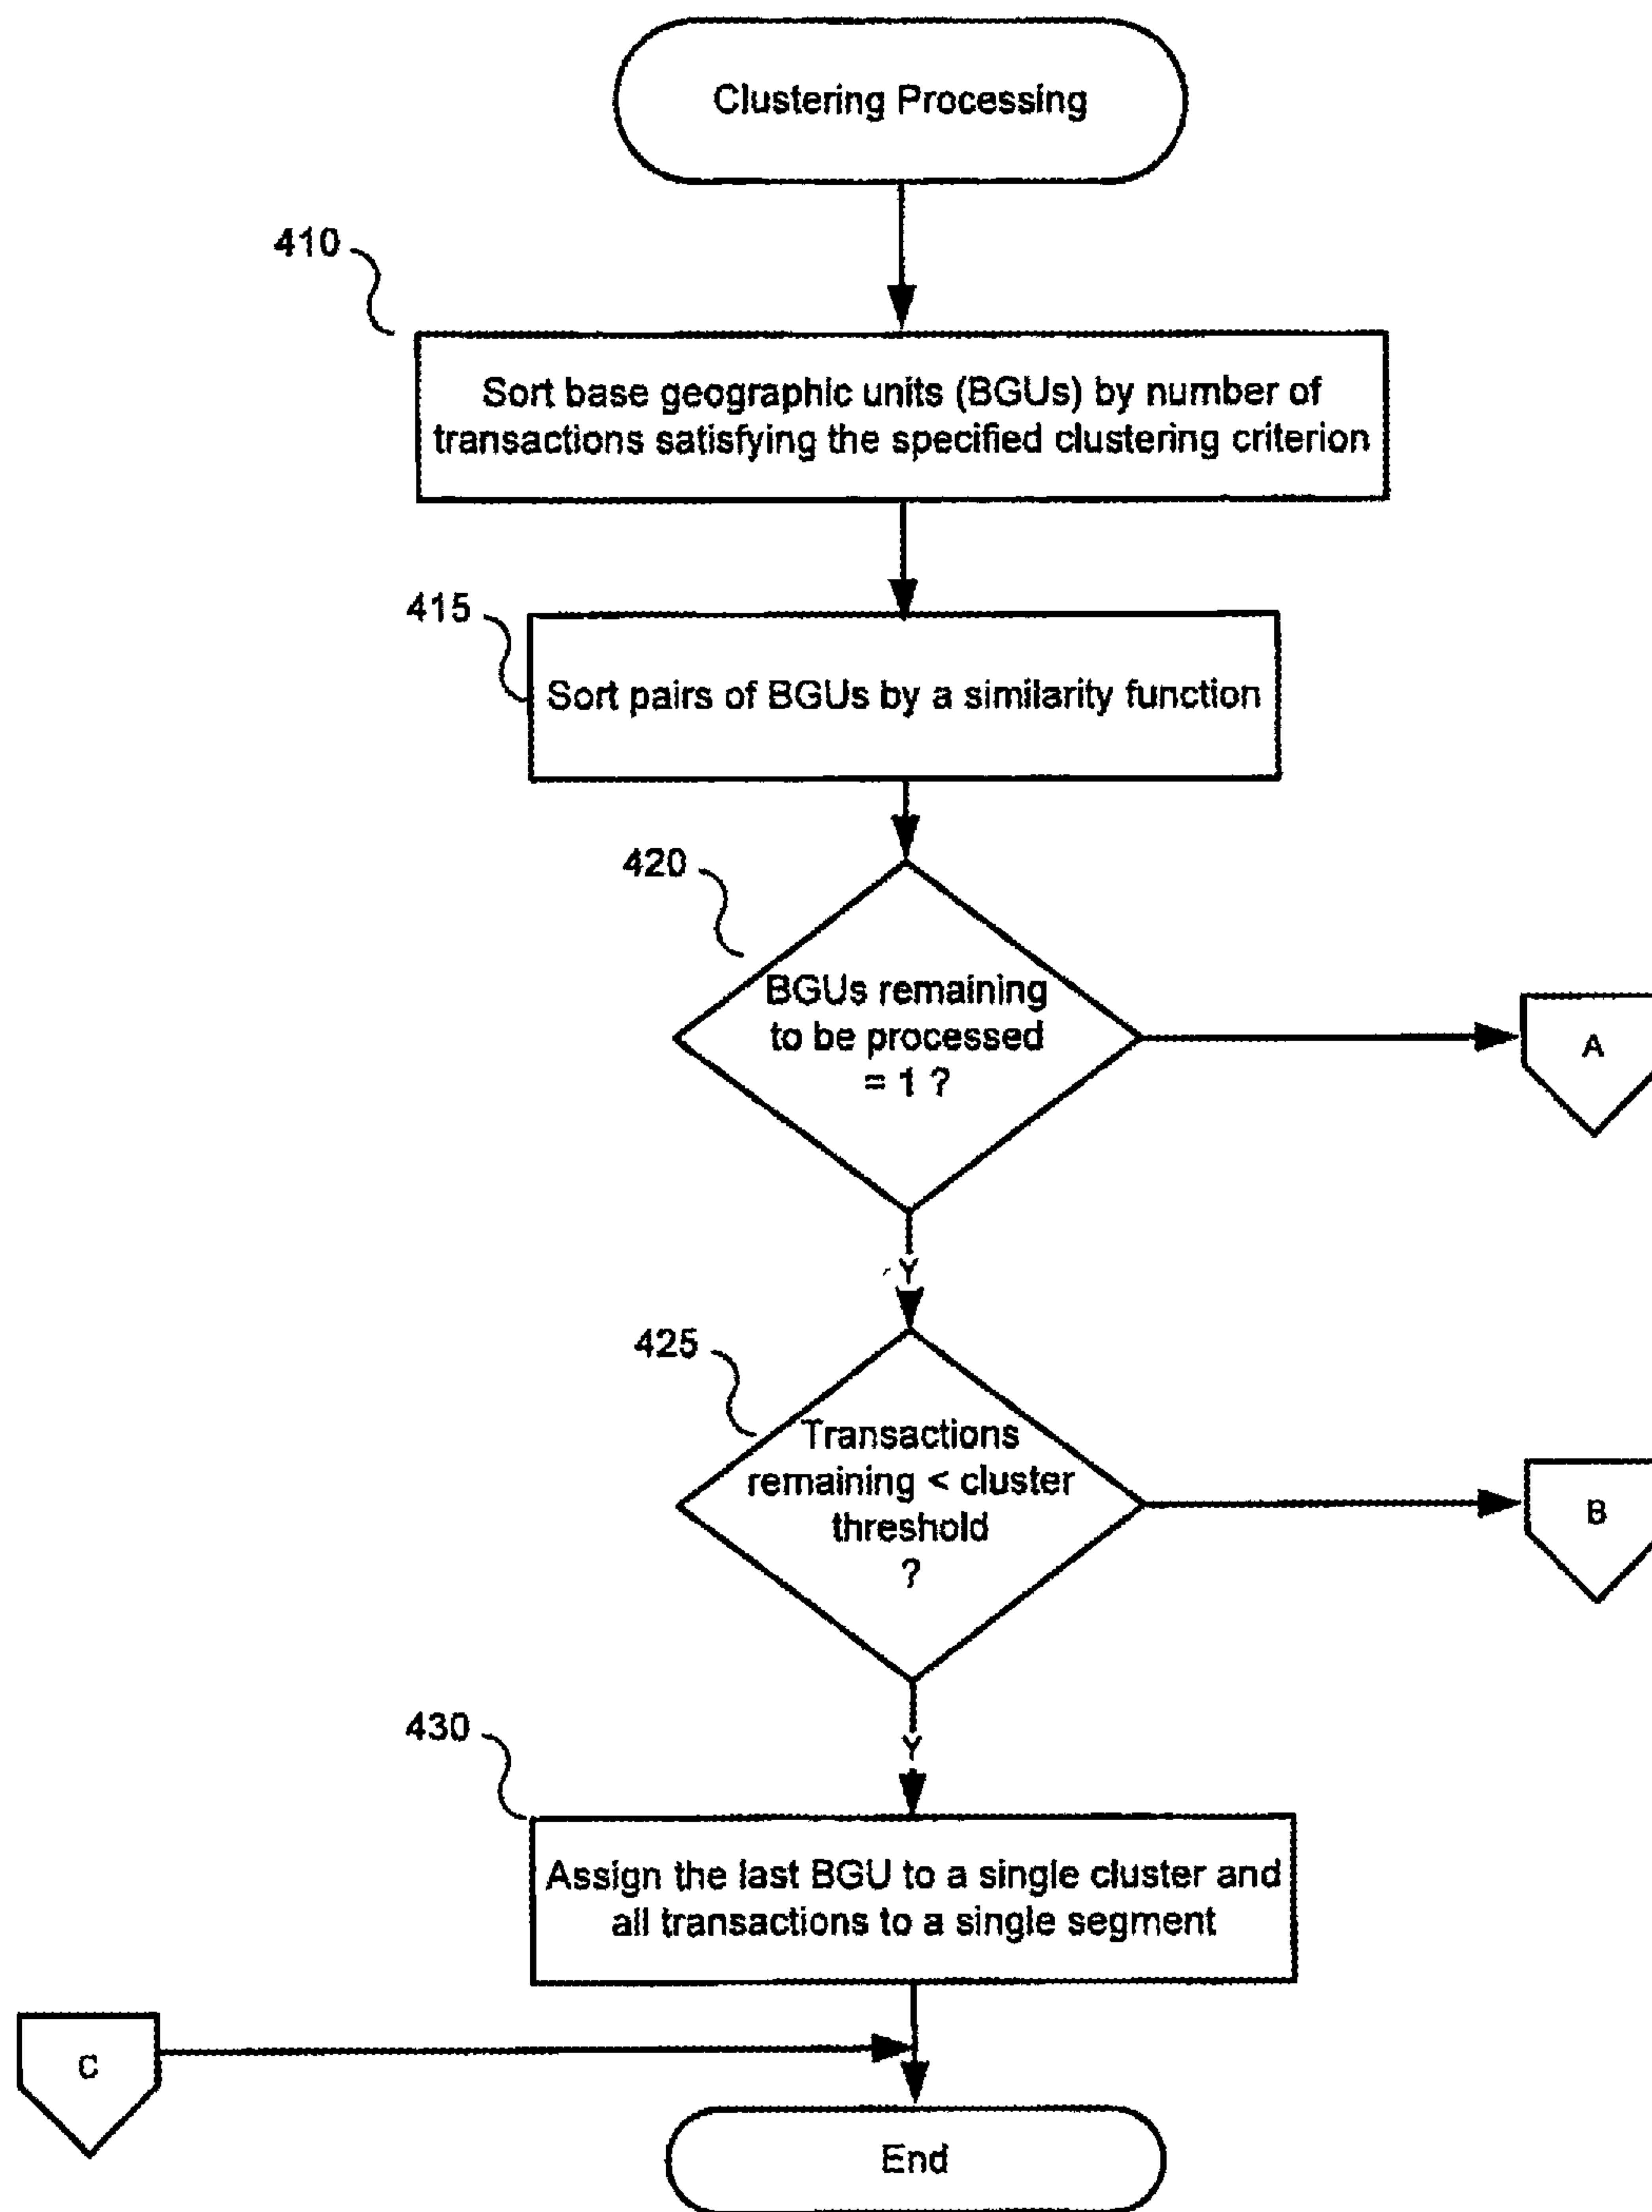 Clustering Processing
410
Sort base geographic units (BGUs) by number of
transactions satisfying the specified clustering criterion
415
Sort pairs of BGUs by a similarity function
420
BGUs remaining
to be processed
= 1 ?
A
Y
425
Transactions
remaining < cluster
threshold
?
B
Y
430
Assign the last BGU to a single cluster and
all transactions to a single segment
C
End